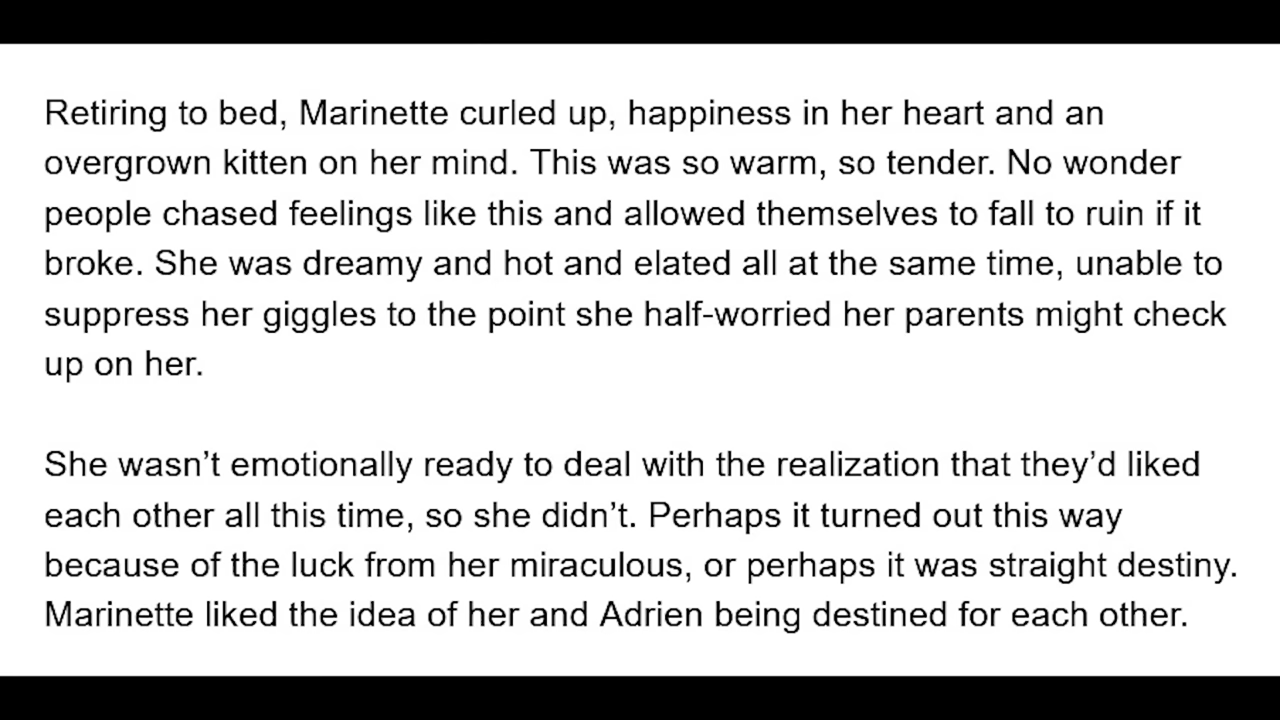 Retiring to bed, Marinette curled up, happiness in her heart and an
overgrown kitten on her mind. This was so warm, so tender. No wonder
people chased feelings like this and allowed themselves to fall to ruin if it
broke. She was dreamy and hot and elated all at the same time, unable to
suppress her giggles to the point she half-worried her parents might check
up on her.
She wasn’t emotionally ready to deal with the realization that they’d liked
each other all this time, so she didn’t. Perhaps it turned out this way
because of the luck from her miraculous, or perhaps it was straight destiny.
Marinette liked the idea of her and Adrien being destined for each other.